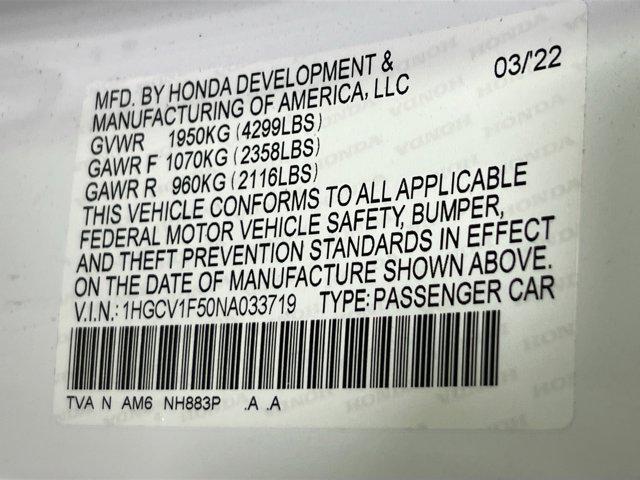 MFD. BY HONDA DEVELOPMENT &
MANUFACTURING OF AMERICA, LLC 03/'22
GVWR 1950KG (4299LBS)
GAWR F 1070KG (2358LBS)
GAWR R 960KG (2116LBS)
THIS VEHICLE CONFORMS TO ALL APPLICABLE
FEDERAL MOTOR VEHICLE SAFETY, BUMPER,
AND THEFT PREVENTION STANDARDS IN EFFECT
ON THE DATE OF MANUFACTURE SHOWN ABOVE.
V.I.N.: 1HGCV1F50NA033719 TYPE: PASSENGER CAR
TVA N AM6 NH883P .A .A